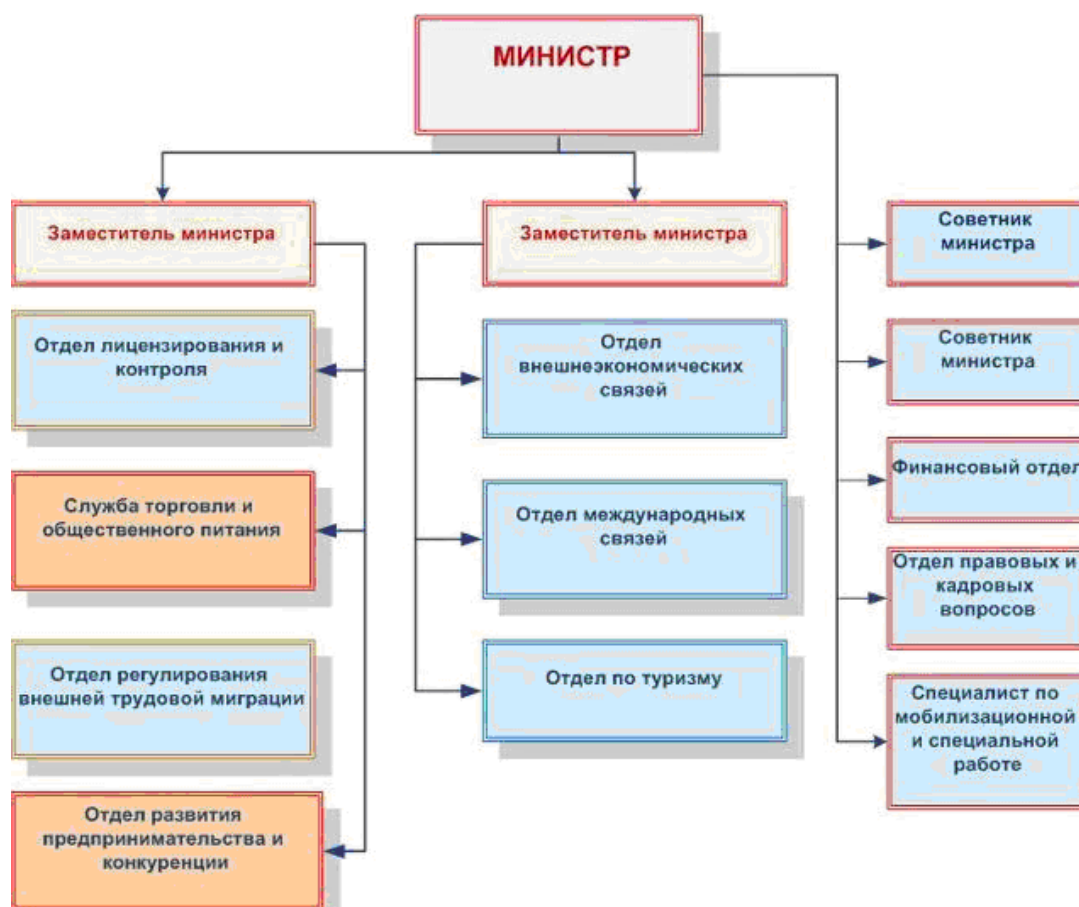 МИНИСТР
Заместитель министра
Отдел лицензирования и
контроля
Служба торговли и
общественного питания
Отдел регулирования
внешней трудовой миграции
Отдел развития
предпринимательства и
конкуренции
Заместитель министра
Отдел
внешнеэкономических
связей
Отдел международных
связей
Отдел по туризму
Советник
министра
Советник
министра
Финансовый отдел
Отдел правовых и
кадровых
вопросов
Специалист по
мобилизационной
и специальной
работе